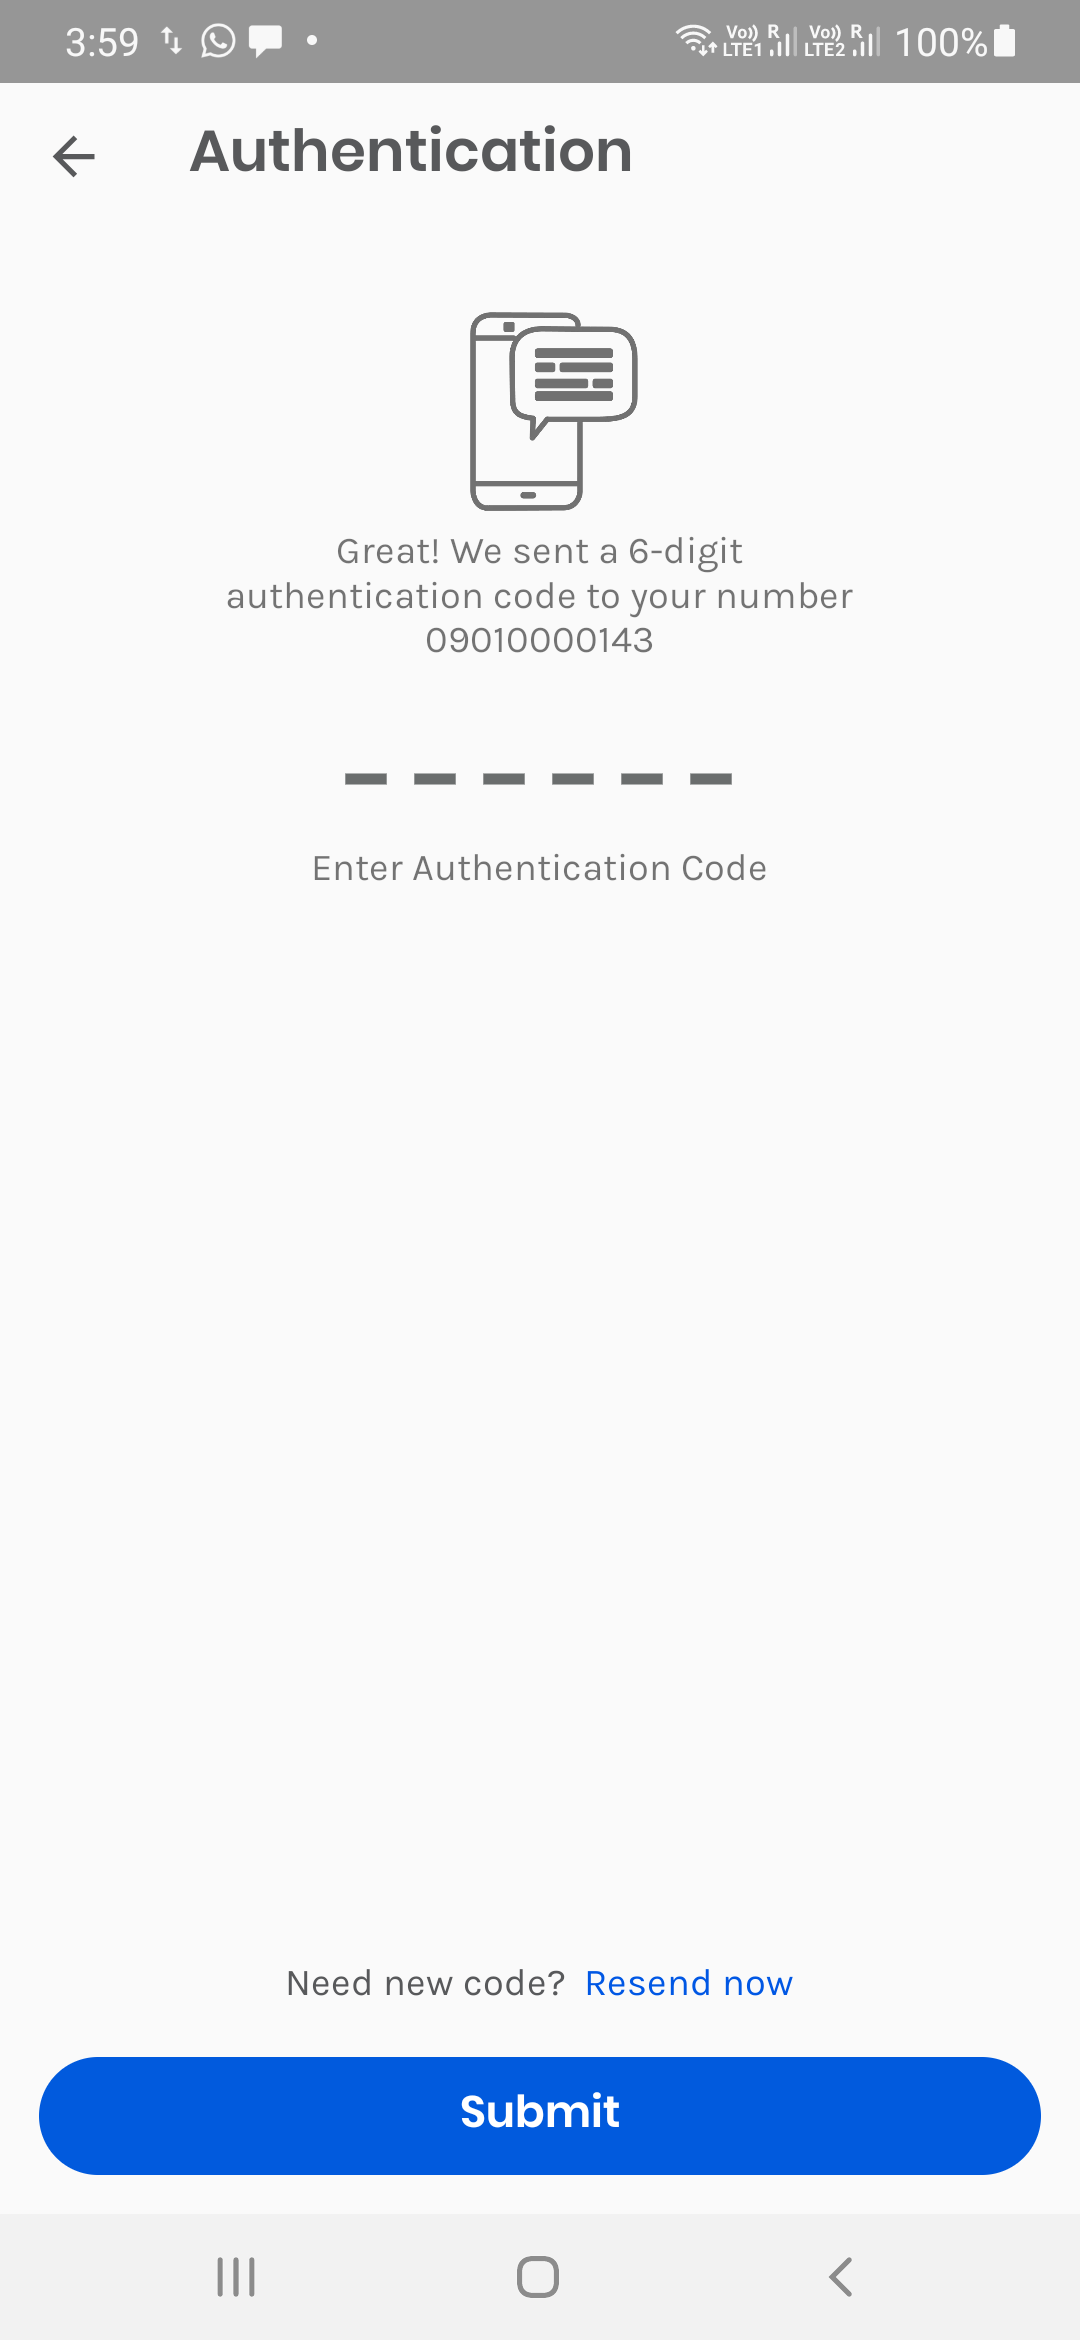 3:59
Vo)) R Vo)) R
LTE1 LTE2 100%
Authentication
Great! We sent a 6-digit
authentication code to your number
09010000143
Enter Authentication Code
Need new code? Resend now
Submit